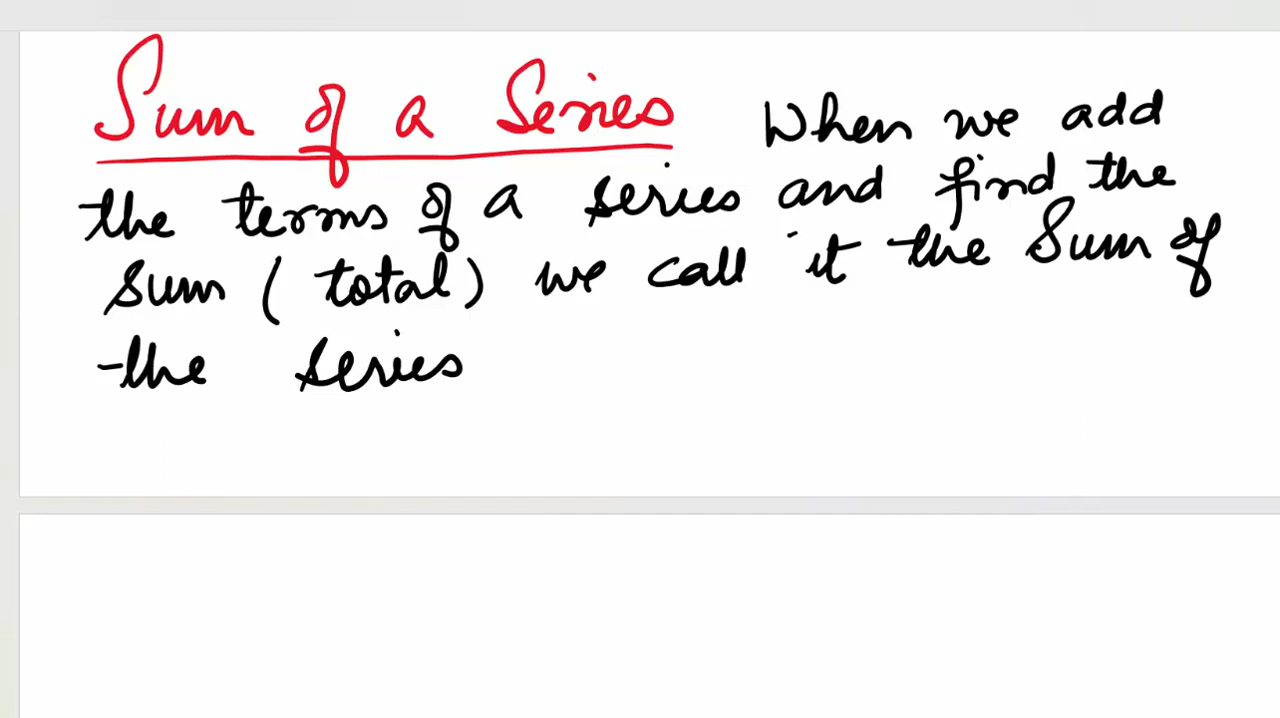 Sum of a Series When we add
the terms of a series and find the
sum ( total ) we call it the Sum of
the series